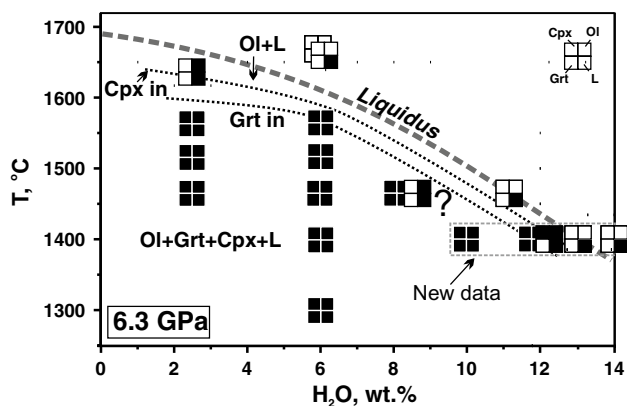 1700
1600
1500
1400
1300
T, °C
Cpx Ol
Grt L
Ol+L
Cpx in
Grt in
Liquidus
?
Ol+Grt+Cpx+L
New data
6.3 GPa
0 2 4 6 8 10 12 14
H₂O, wt.%